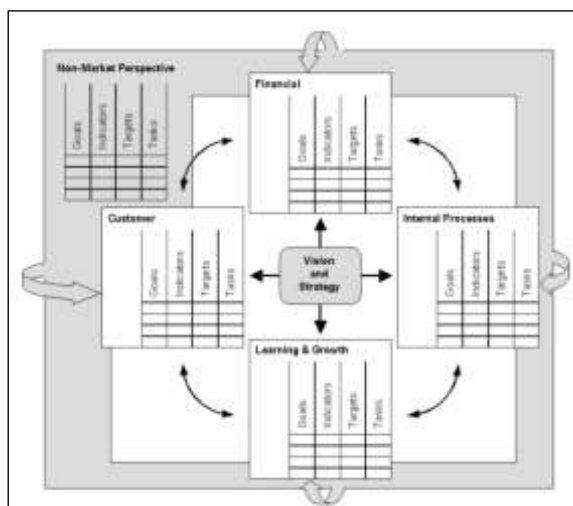 Non-Market Perspective
Goals
Indicators
Targets
Tasks
Financial
Goals
Indicators
Targets
Tasks
Customer
Goals
Indicators
Targets
Tasks
Vision
and
Strategy
Internal Processes
Goals
Indicators
Targets
Tasks
Learning & Growth
Goals
Indicators
Targets
Tasks